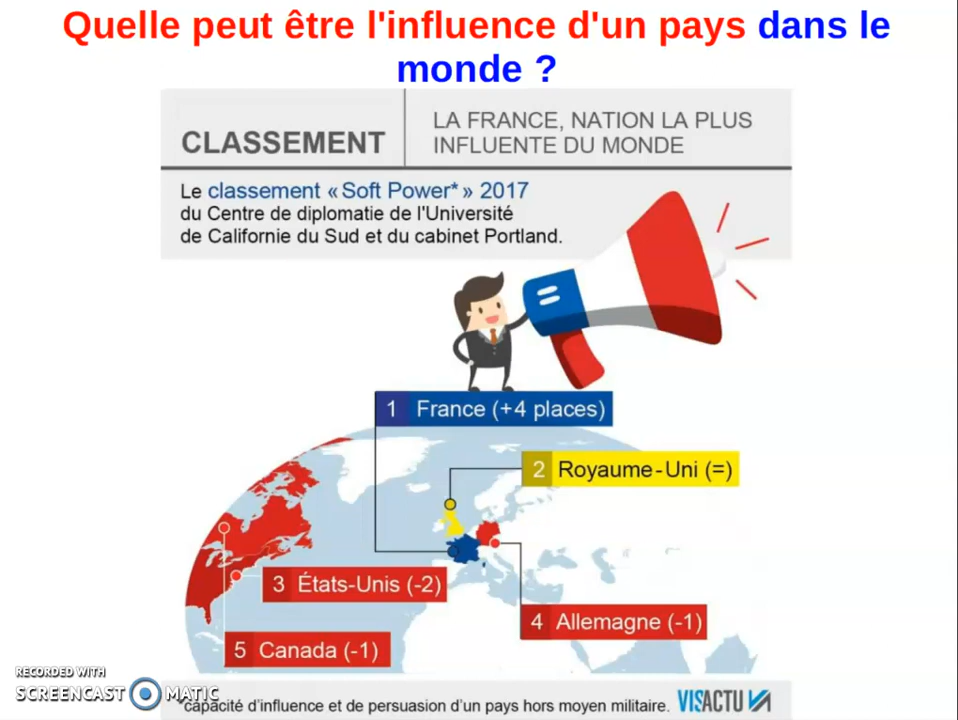 Quelle peut être l'influence d'un pays dans le
monde ?
CLASSEMENT
LA FRANCE, NATION LA PLUS
INFLUENTE DU MONDE
Le classement « Soft Power* » 2017
du Centre de diplomatie de l'Université
de Californie du Sud et du cabinet Portland.
1 France (+4 places)
2 Royaume-Uni (=)
3 États-Unis (-2)
4 Allemagne (-1)
5 Canada (-1)
RECORDED WITH
SCREENCAST MATIC
*capacité d'influence et de persuasion d'un pays hors moyen militaire.
VISACTU